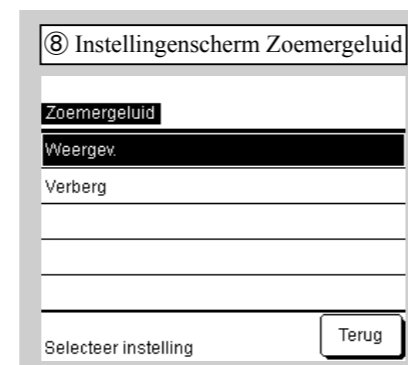 ⑧ Instellingenscherm Zoemergeluid
Zoemergeluid
Weergev.
Verberg
Selecteer instelling
Terug